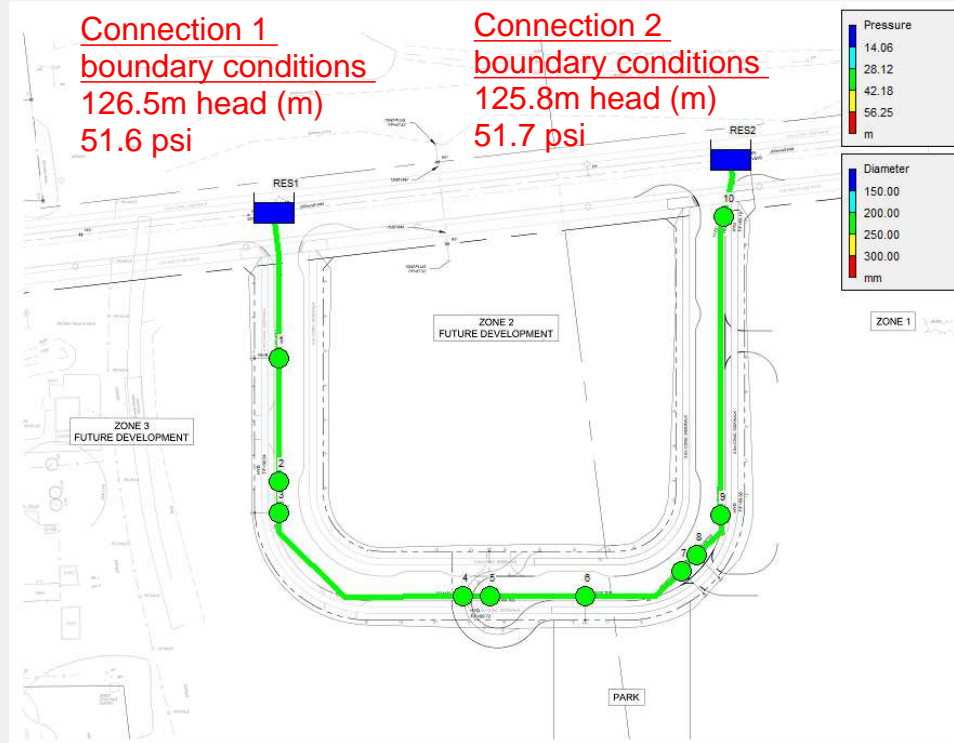 Connection 1
boundary conditions
126.5m head (m)
51.6 psi
Connection 2
boundary conditions
125.8m head (m)
51.7 psi
Pressure
14.06
28.12
42.18
56.25
m
Diameter
150.00
200.00
250.00
300.00
mm
RES1
RES2
10
1
ZONE 2
FUTURE DEVELOPMENT
ZONE 1
ZONE 3
FUTURE DEVELOPMENT
2
3
9
8
7
4
5
6
PARK